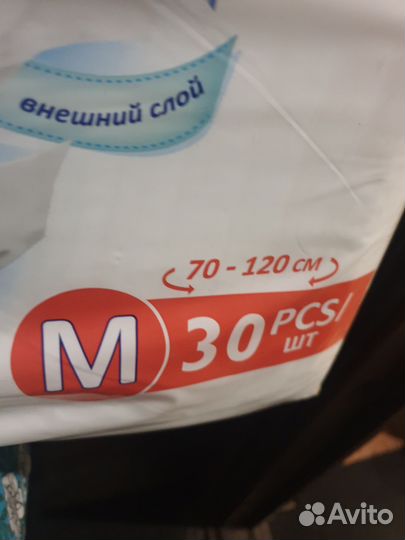 внешний слой
70 - 120 см
M
30 PCS/
шт
Avito